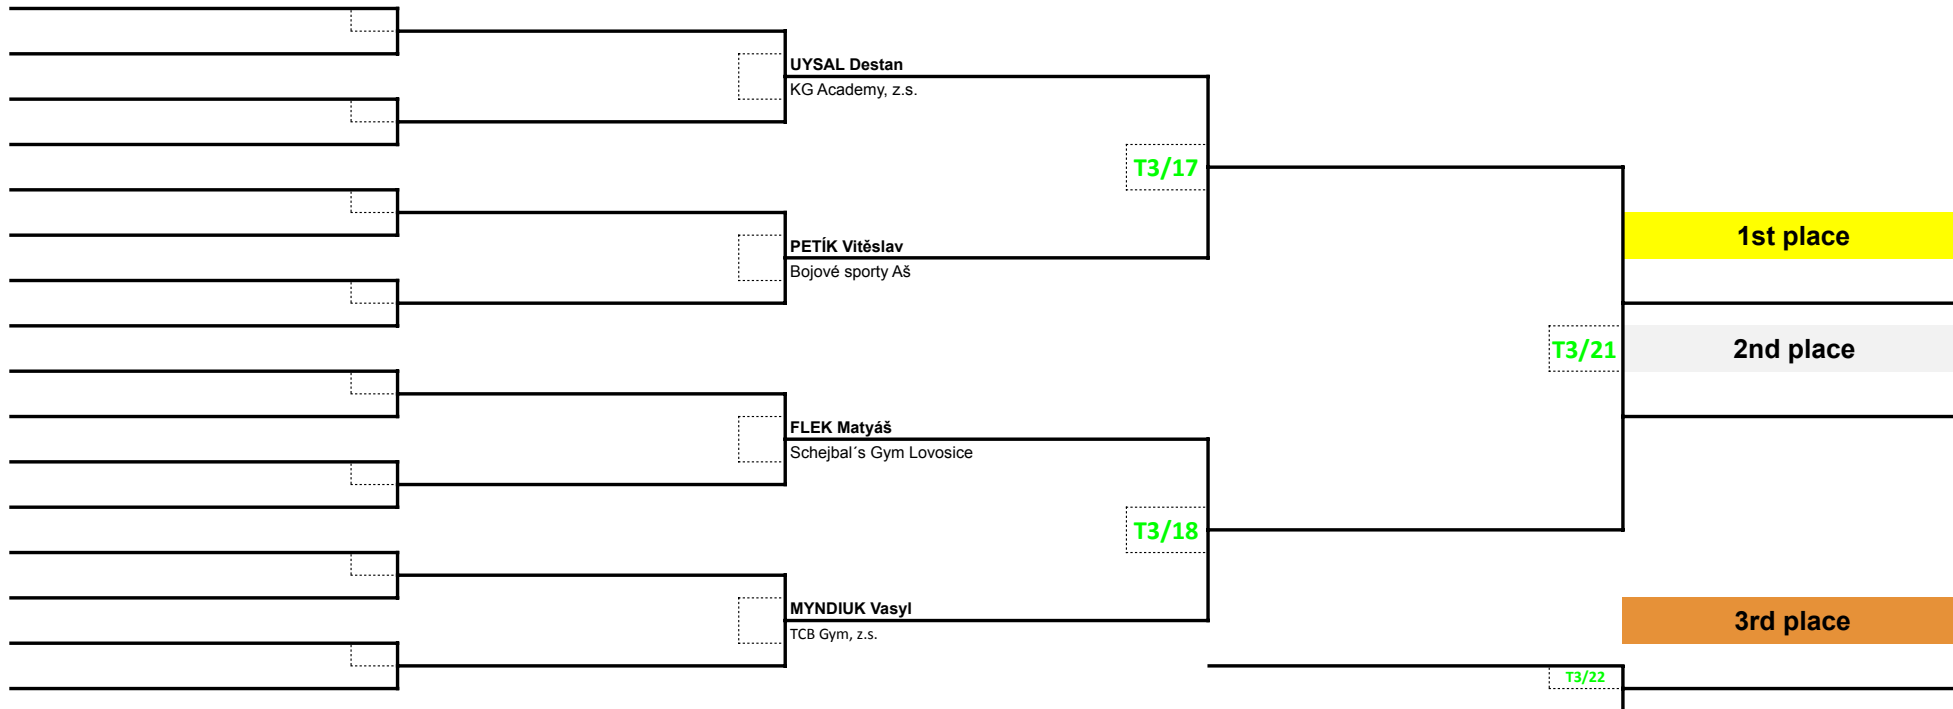 UYSAL Destan
KG Academy, z.s.
T3/17
PETÍK Vitěslav
Bojové sporty Aš
1st place
T3/21
2nd place
FLEK Matyáš
Schejbal´s Gym Lovosice
T3/18
MYNDIUK Vasyl
TCB Gym, z.s.
3rd place
T3/22